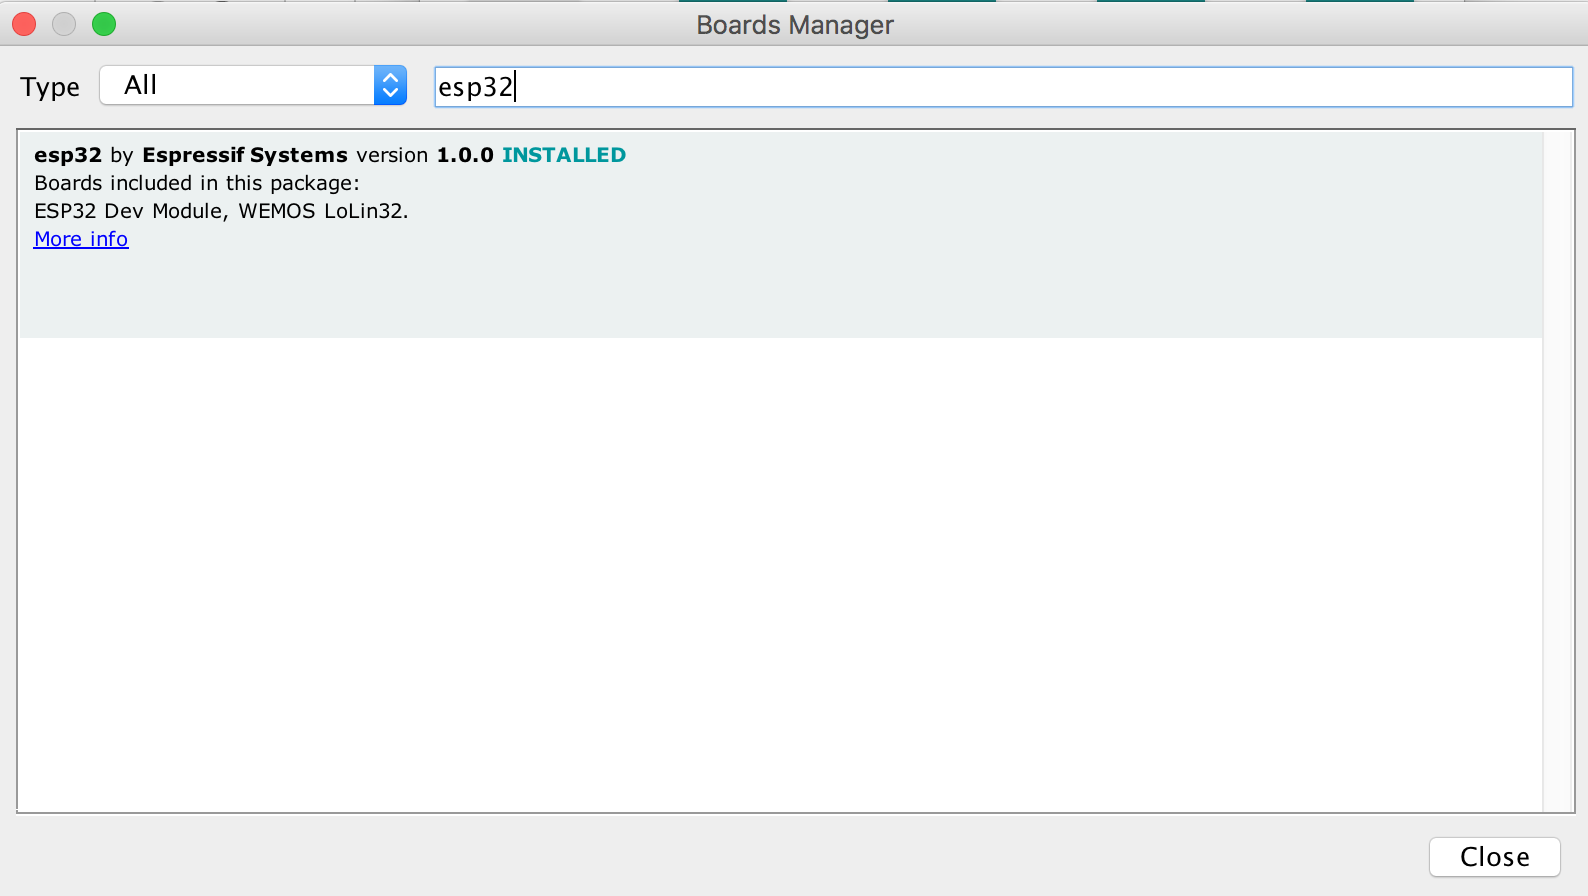 Boards Manager
Type All esp32
esp32 by Espressif Systems version 1.0.0 INSTALLED
Boards included in this package:
ESP32 Dev Module, WEMOS LoLin32.
More info
Close